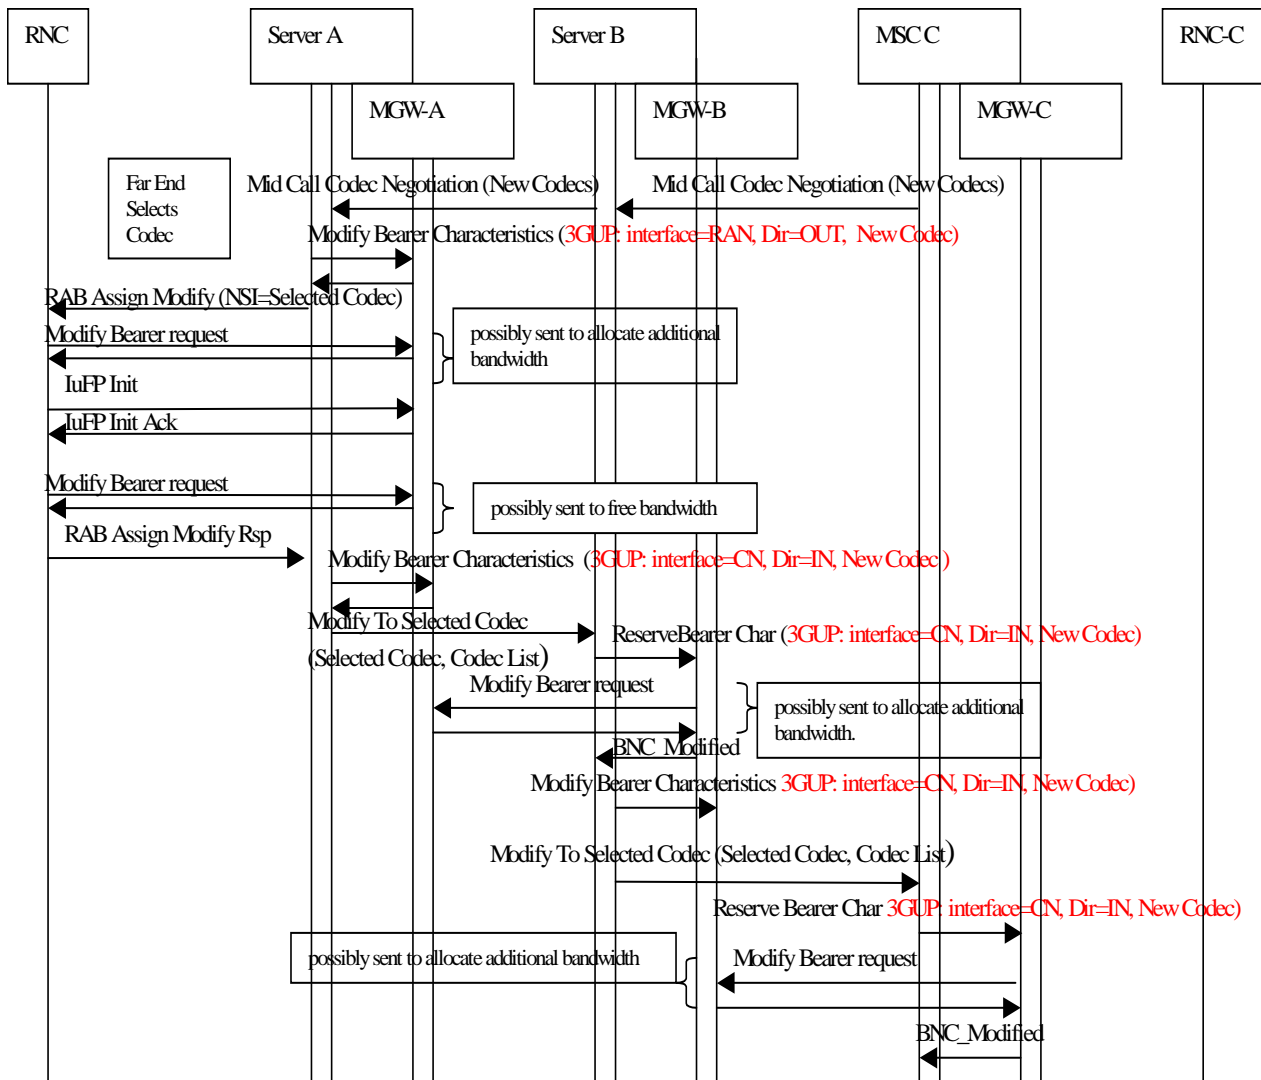 RNC
Server A
Server B
MSC C
RNC-C
MGW-A
MGW-B
MGW-C
Far End
Selects
Codec
Mid Call Codec Negotiation (New Codecs)
Mid Call Codec Negotiation (New Codecs)
Modify Bearer Characteristics (3GUP: interface=RAN, Dir=OUT, New Codec)
RAB Assign Modify (NSI=Selected Codec)
Modify Bearer request
possibly sent to allocate additional
bandwidth
IuFP Init
IuFP Init Ack
Modify Bearer request
possibly sent to free bandwidth
RAB Assign Modify Rsp
Modify Bearer Characteristics (3GUP: interface=CN, Dir=IN, New Codec )
Modify To Selected Codec
(Selected Codec, Codec List)
ReserveBearer Char (3GUP: interface=CN, Dir=IN, New Codec)
Modify Bearer request
possibly sent to allocate additional
bandwidth.
BNC_Modified
Modify Bearer Characteristics 3GUP: interface=CN, Dir=IN, New Codec)
Modify To Selected Codec (Selected Codec, Codec List)
Reserve Bearer Char 3GUP: interface=CN, Dir=IN, New Codec)
possibly sent to allocate additional bandwidth
Modify Bearer request
BNC_Modified